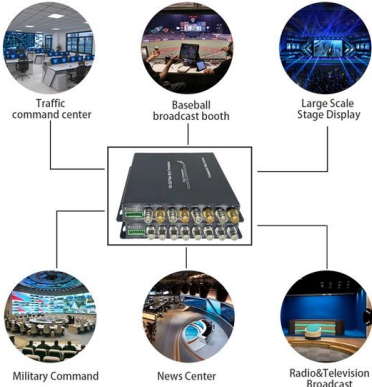 Traffic
command center
Baseball
broadcast booth
Large Scale
Stage Display
Military Command
News Center
Radio&Television
Broadcast